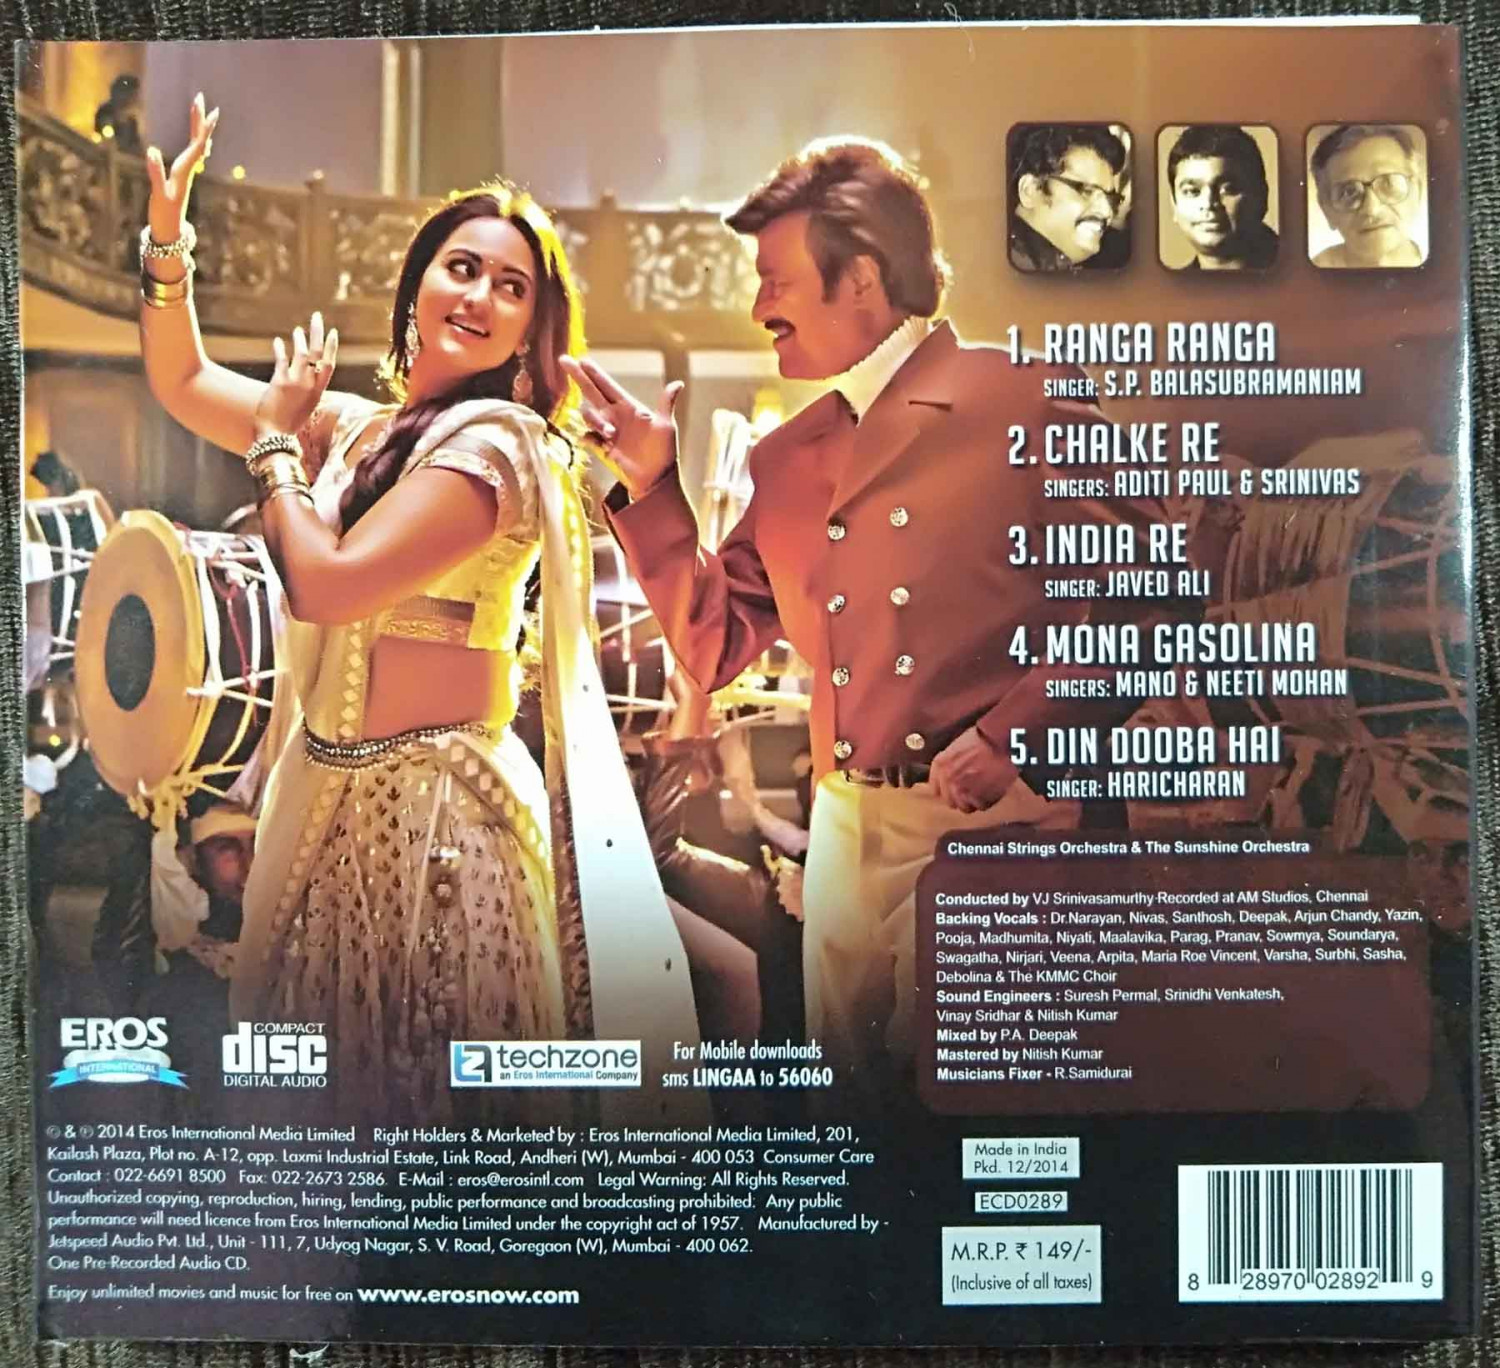 1. RANGA RANGA
SINGER: S.P. BALASUBRAMANIAM
2. CHALKE RE
SINGERS: ADITI PAUL & SRINIVAS
3. INDIA RE
SINGER: JAVED ALI
4. MONA GASOLINA
SINGERS: MANO & NEETI MOHAN
5. DIN DOOBA HAI
SINGER: HARICHARAN
Chennai Strings Orchestra & The Sunshine Orchestra
Conducted by VJ Srinivasamurthy-Recorded at AM Studios, Chennai
Backing Vocals : Dr.Narayan, Nivas, Santhosh, Deepak, Arjun Chandy, Yazin,
Pooja, Madhumita, Niyati, Maalavika, Parag, Pranav, Sowmya, Soundarya,
Swagatha, Nirjari, Veena, Arpita, Maria Roe Vincent, Varsha, Surbhi, Sasha,
Debolina & The KMMC Choir
Sound Engineers : Suresh Permal, Srinidhi Venkatesh,
Vinay Sridhar & Nitish Kumar
Mixed by P.A. Deepak
Mastered by Nitish Kumar
Musicians Fixer - R.Samidurai
EROS
INTERNATIONAL
COMPACT
disc
DIGITAL AUDIO
techzone
an Eros International Company
For Mobile downloads
sms LINGAA to 56060
© & ℗ 2014 Eros International Media Limited Right Holders & Marketed by : Eros International Media Limited, 201,
Kailash Plaza, Plot no. A-12, opp. Laxmi Industrial Estate, Link Road, Andheri (W), Mumbai - 400 053 Consumer Care
Contact : 022-6691 8500 Fax: 022-2673 2586. E-Mail : eros@erosintl.com Legal Warning: All Rights Reserved.
Unauthorized copying, reproduction, hiring, lending, public performance and broadcasting prohibited. Any public
performance will need licence from Eros International Media Limited under the copyright act of 1957. Manufactured by -
Jetspeed Audio Pvt. Ltd., Unit - 111, 7, Udyog Nagar, S. V. Road, Goregaon (W), Mumbai - 400 062.
One Pre-Recorded Audio CD.
Enjoy unlimited movies and music for free on www.erosnow.com
Made in India
Pkd. 12/2014
ECD0289
M.R.P. ₹ 149/-
(Inclusive of all taxes)
8 28970 02892 9